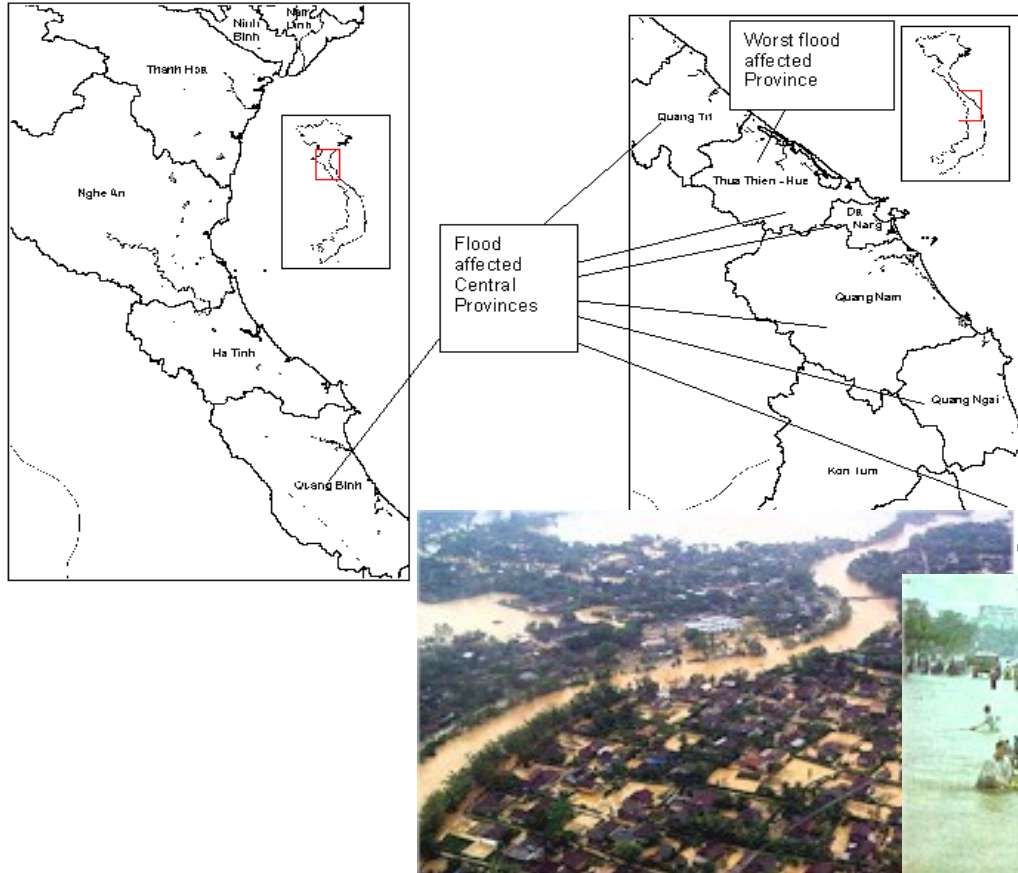 Ninh
Binh
Nam
Dinh
Thanh Hoa
Nghe An
Ha Tinh
Quang Binh
Flood
affected
Central
Provinces
Worst flood
affected
Province
Quang Tri
Thua Thien - Hue
Da
Nang
Quang Nam
Quang Ngai
Kon Tum